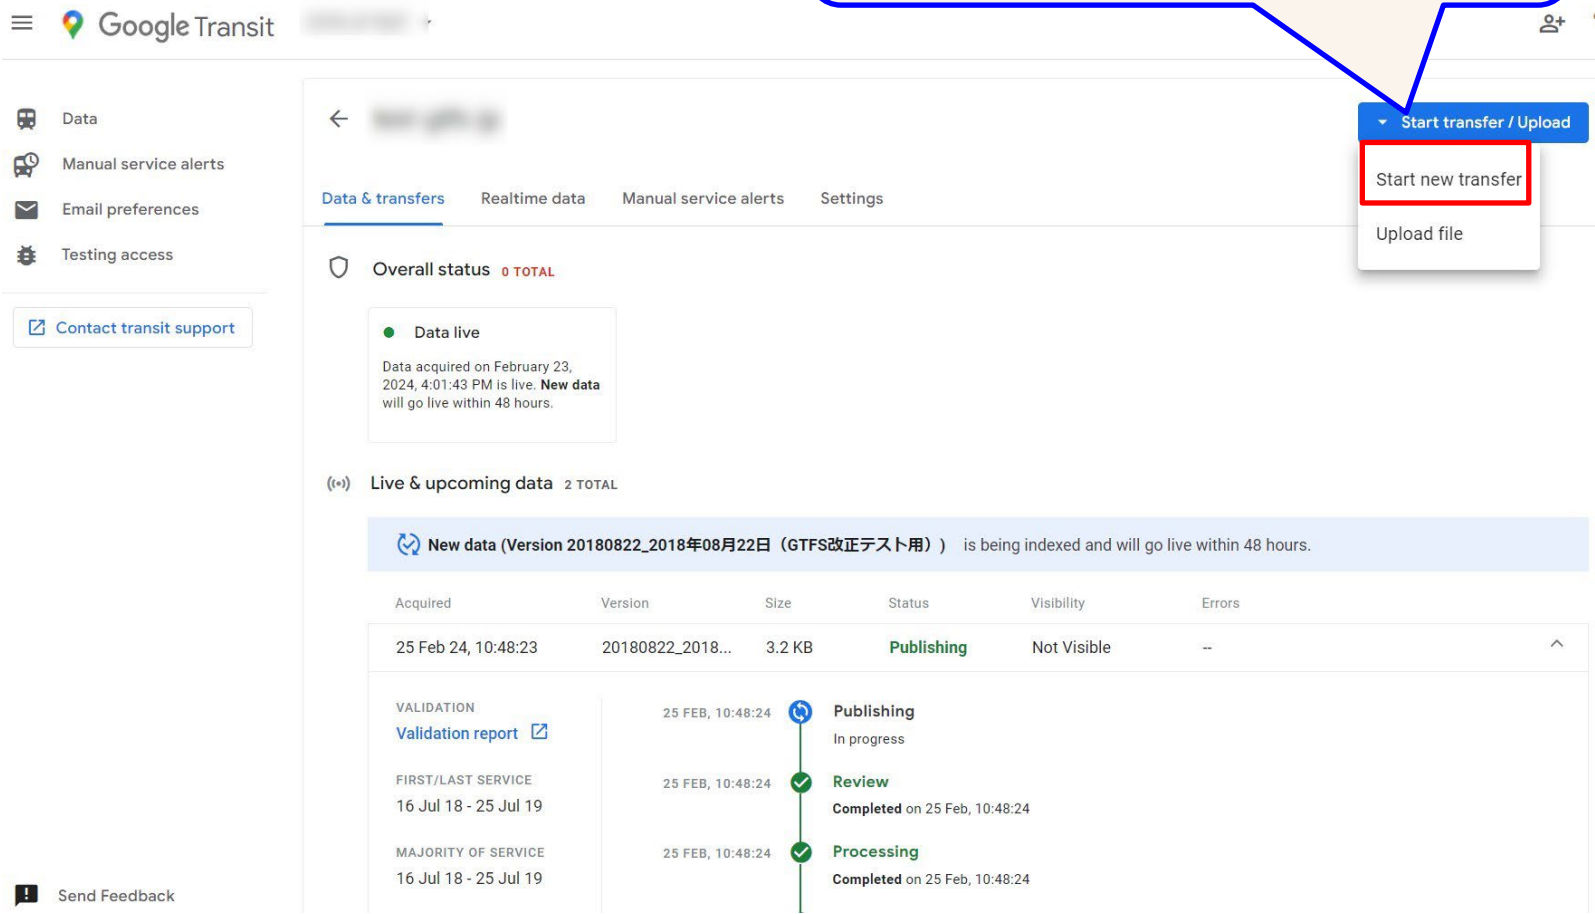 Google Transit
Data
Manual service alerts
Email preferences
Testing access
Contact transit support
Send Feedback
Start transfer / Upload
Start new transfer
Upload file
Data & transfers Realtime data Manual service alerts Settings
Overall status 0 TOTAL
Data live
Data acquired on February 23,
2024, 4:01:43 PM is live. New data
will go live within 48 hours.
Live & upcoming data 2 TOTAL
New data (Version 20180822_2018年08月22日（GTFS改正テスト用）) is being indexed and will go live within 48 hours.
Acquired Version Size Status Visibility Errors
25 Feb 24, 10:48:23 20180822_2018... 3.2 KB Publishing Not Visible --
VALIDATION
Validation report
FIRST/LAST SERVICE
16 Jul 18 - 25 Jul 19
MAJORITY OF SERVICE
16 Jul 18 - 25 Jul 19
25 FEB, 10:48:24 Publishing
In progress
25 FEB, 10:48:24 Review
Completed on 25 Feb, 10:48:24
25 FEB, 10:48:24 Processing
Completed on 25 Feb, 10:48:24